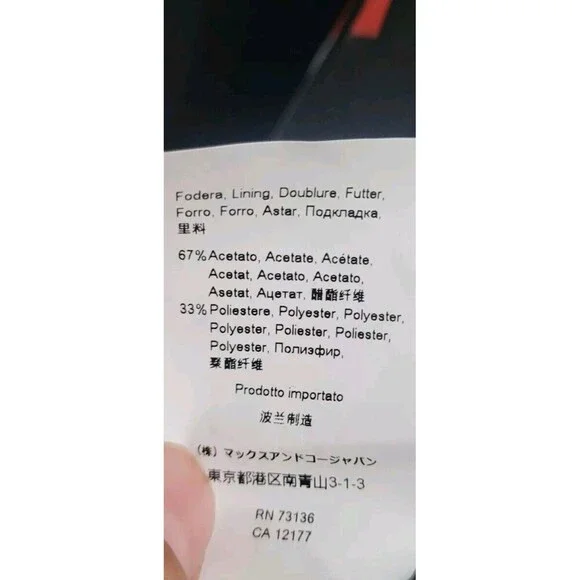 Fodera, Lining, Doublure, Futter,
Forro, Forro, Astar, Подкладка,
里料
67% Acetato, Acetate, Acétate,
Acetat, Acetato, Acetato,
Asetat, Ацетат, 醋酯纤维
33% Poliestere, Polyester, Polyester,
Polyester, Poliester, Poliester,
Polyester, Полиэфир,
聚酯纤维
Prodotto importato
波兰制造
(株) マックスアンドコージャパン
東京都港区南青山3-1-3
RN 73136
CA 12177